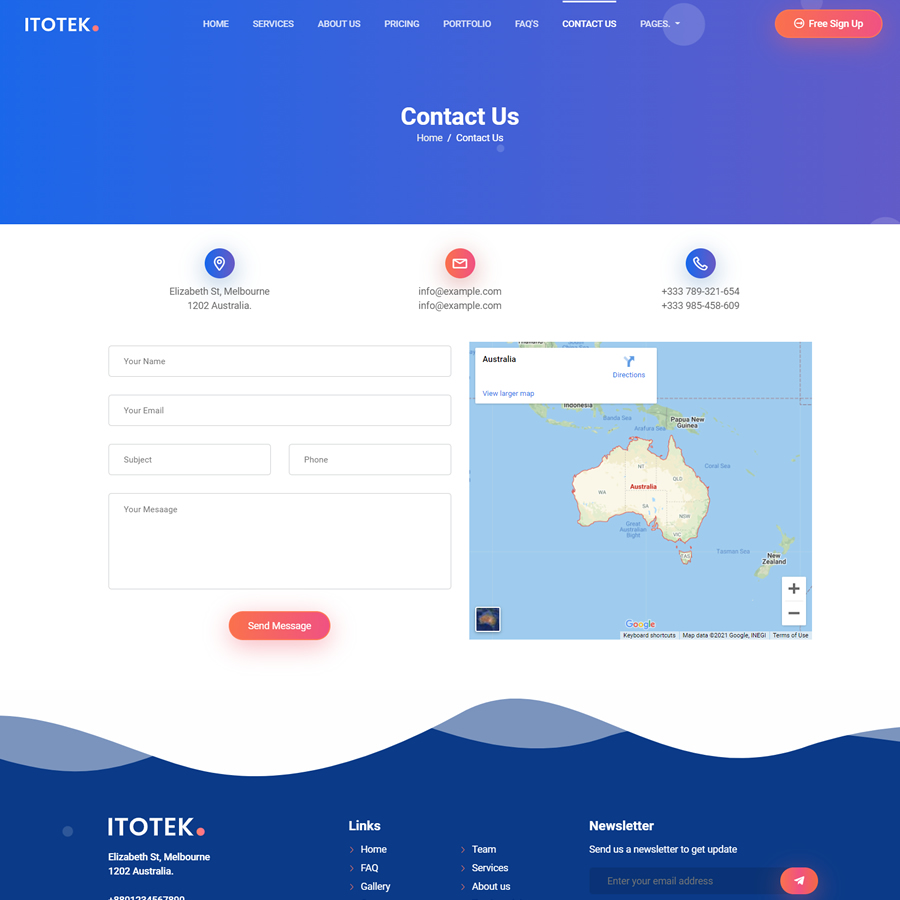 ITOTEK.
HOME SERVICES ABOUT US PRICING PORTFOLIO FAQ'S CONTACT US PAGES.
Free Sign Up
Contact Us
Home / Contact Us
Elizabeth St, Melbourne
1202 Australia.
info@example.com
info@example.com
+333 789-321-654
+333 985-458-609
Your Name
Your Email
Subject
Phone
Your Mesaage
Send Message
Australia
Directions
View larger map
Indonesia
Banda Sea
Papua New
Guinea
Arafura Sea
Coral Sea
NT
QLD
WA
Australia
SA
NSW
Great
Australian
Bight
VIC
TAS
Tasman Sea
New
Zealand
Google
Keyboard shortcuts Map data ©2021 Google, INEGI Terms of Use
ITOTEK.
Elizabeth St, Melbourne
1202 Australia.
+8801234567890
Links
Home
FAQ
Gallery
Team
Services
About us
Newsletter
Send us a newsletter to get update
Enter your email address